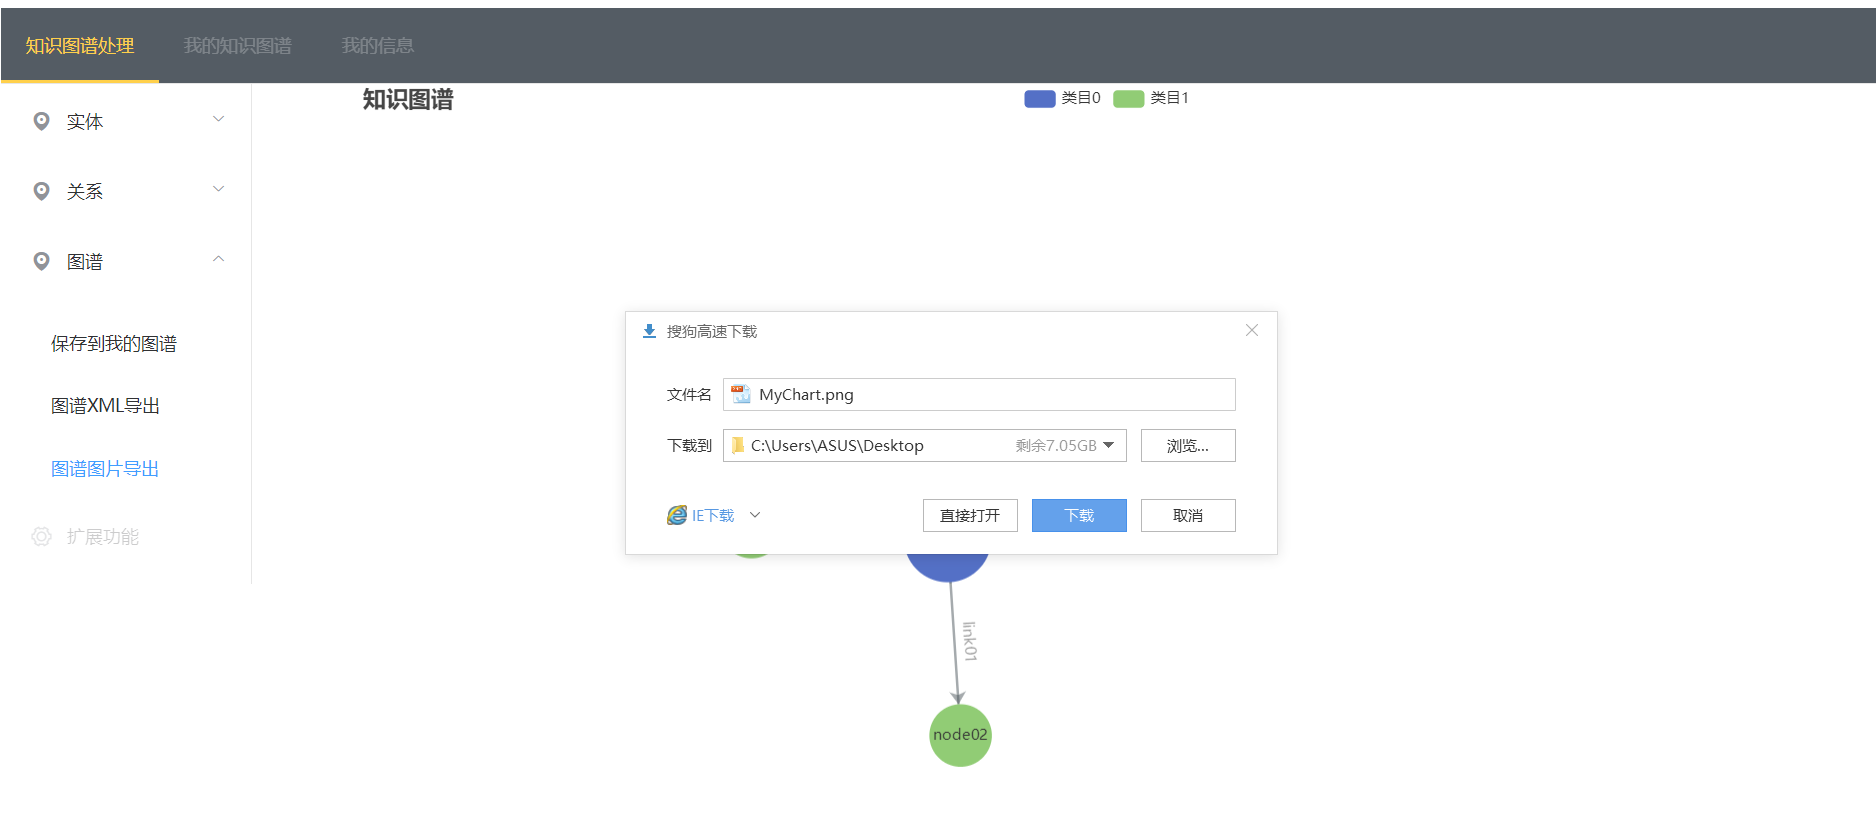 知识图谱处理 我的知识图谱 我的信息
实体
关系
图谱
保存到我的图谱
图谱XML导出
图谱图片导出
扩展功能
知识图谱
类目0 类目1
搜狗高速下载
文件名 MyChart.png
下载到 C:\Users\ASUS\Desktop 剩余7.05GB 浏览...
IE下载 直接打开 下载 取消
link01
node02